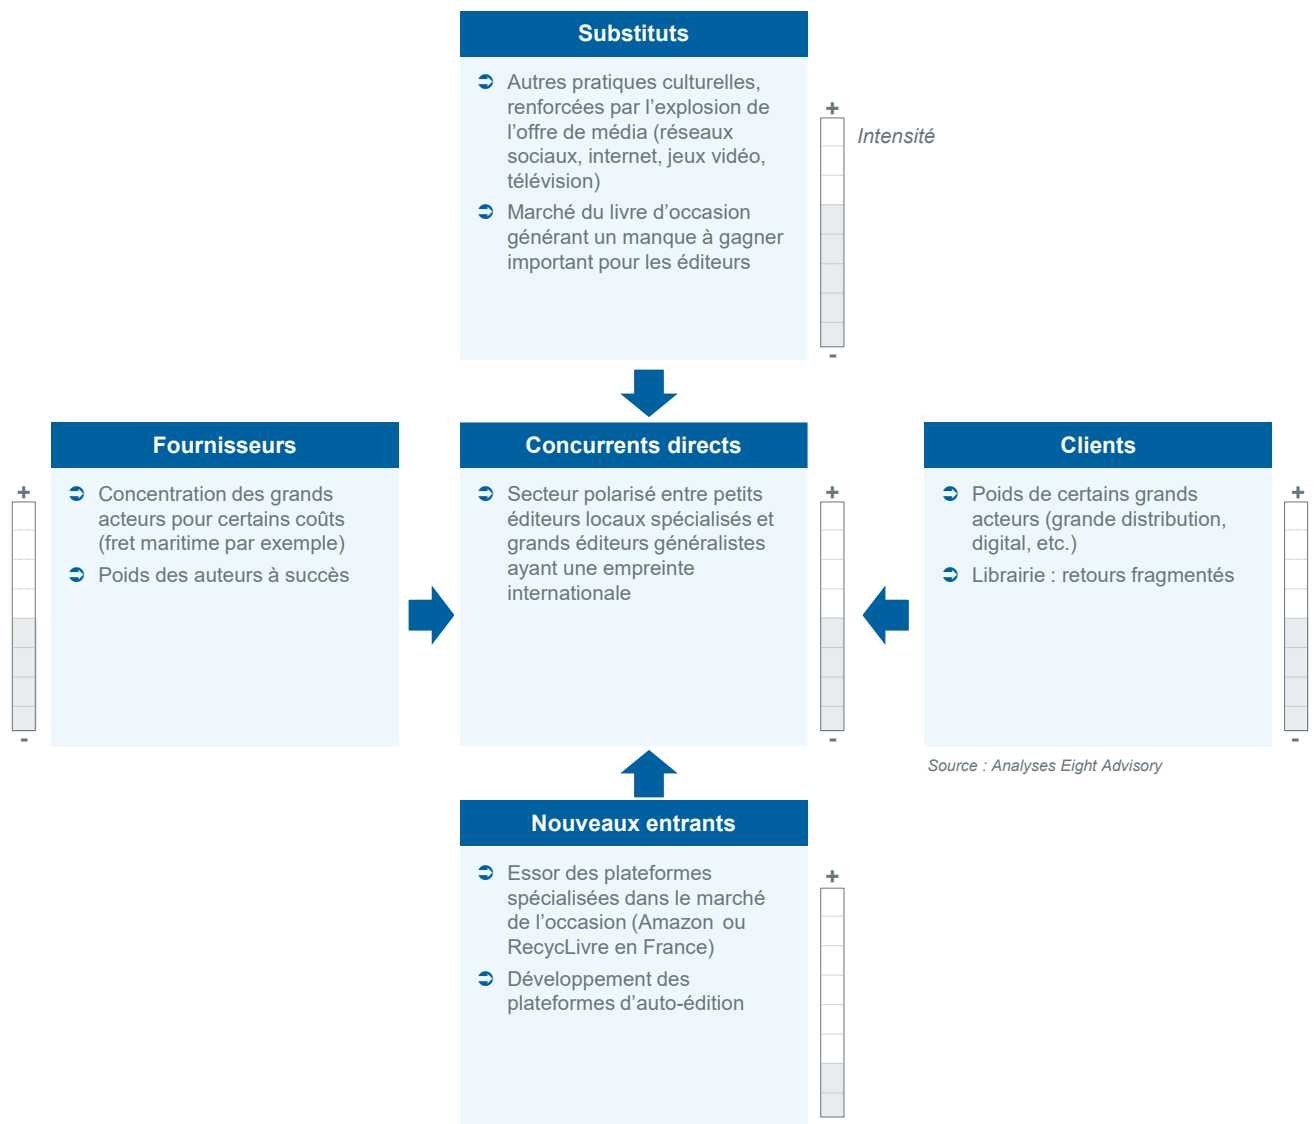 Substituts
Autres pratiques culturelles,
renforcées par l’explosion de
l’offre de média (réseaux
sociaux, internet, jeux vidéo,
télévision)
Marché du livre d’occasion
générant un manque à gagner
important pour les éditeurs
+
Intensité
-
Fournisseurs
+
Concentration des grands
acteurs pour certains coûts
(fret maritime par exemple)
Poids des auteurs à succès
-
Concurrents directs
Secteur polarisé entre petits
éditeurs locaux spécialisés et
grands éditeurs généralistes
ayant une empreinte
internationale
+
-
Clients
Poids de certains grands
acteurs (grande distribution,
digital, etc.)
Librairie : retours fragmentés
+
-
Source : Analyses Eight Advisory
Nouveaux entrants
Essor des plateformes
spécialisées dans le marché
de l’occasion (Amazon ou
RecycLivre en France)
Développement des
plateformes d’auto-édition
+